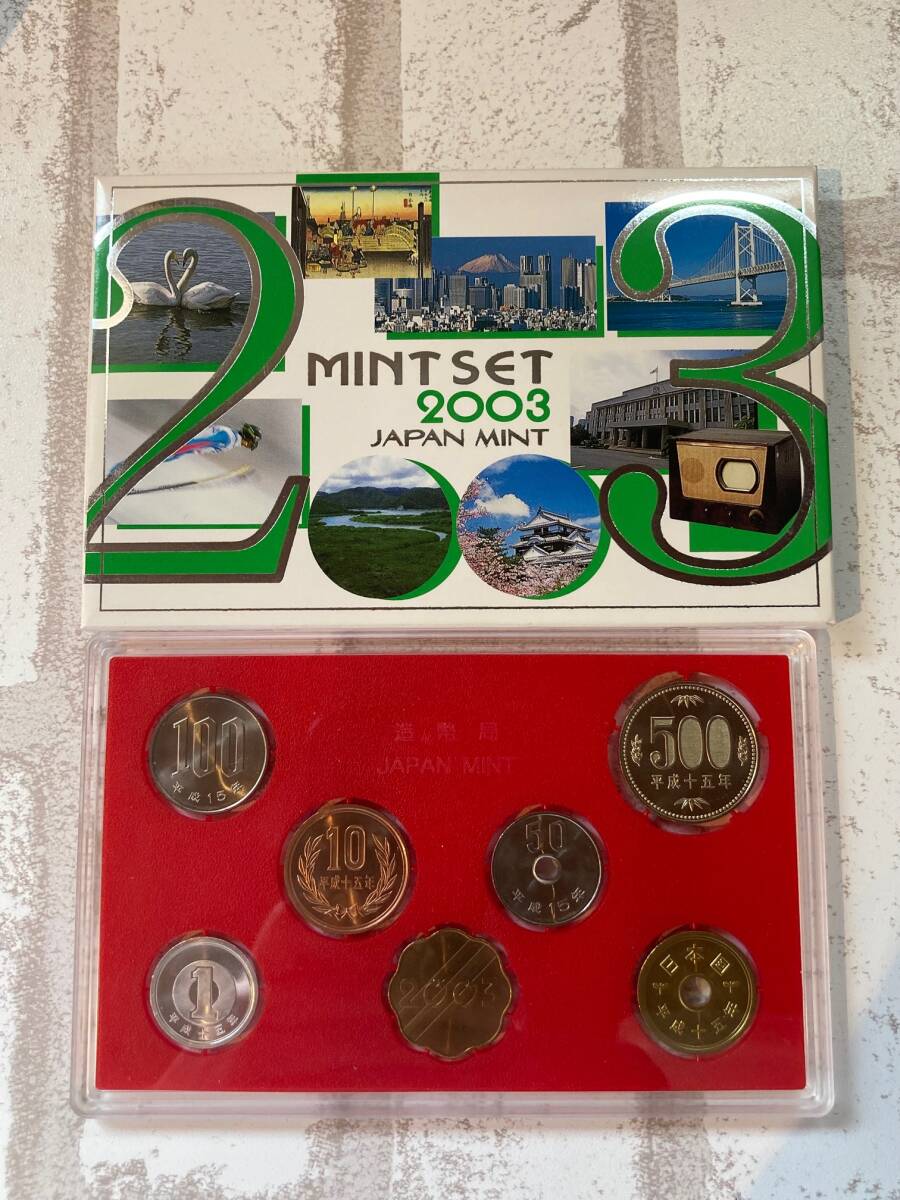 2003
MINT SET
2003
JAPAN MINT
造幣局
JAPAN MINT
100
平成15年
500
平成十五年
10
平成十五年
50
平成15年
1
平成十五年
2003
日本国
平成十五年